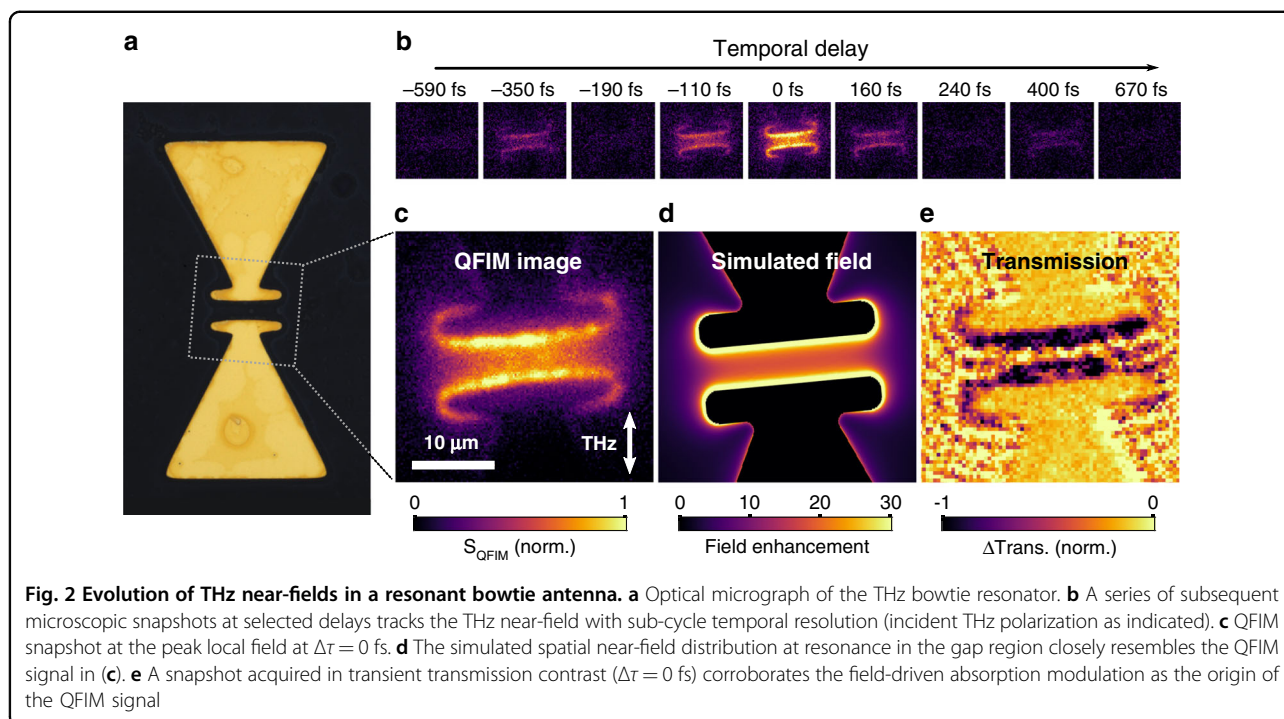 a
b
Temporal delay
–590 fs –350 fs –190 fs –110 fs 0 fs 160 fs 240 fs 400 fs 670 fs
c
d
e
QFIM image
Simulated field
Transmission
THz
10 µm
0 1
0 10 20 30
-1 0
S_QFIM (norm.)
Field enhancement
ΔTrans. (norm.)
Fig. 2 Evolution of THz near-fields in a resonant bowtie antenna. a Optical micrograph of the THz bowtie resonator. b A series of subsequent
microscopic snapshots at selected delays tracks the THz near-field with sub-cycle temporal resolution (incident THz polarization as indicated). c QFIM
snapshot at the peak local field at Δτ = 0 fs. d The simulated spatial near-field distribution at resonance in the gap region closely resembles the QFIM
signal in (c). e A snapshot acquired in transient transmission contrast (Δτ = 0 fs) corroborates the field-driven absorption modulation as the origin of
the QFIM signal